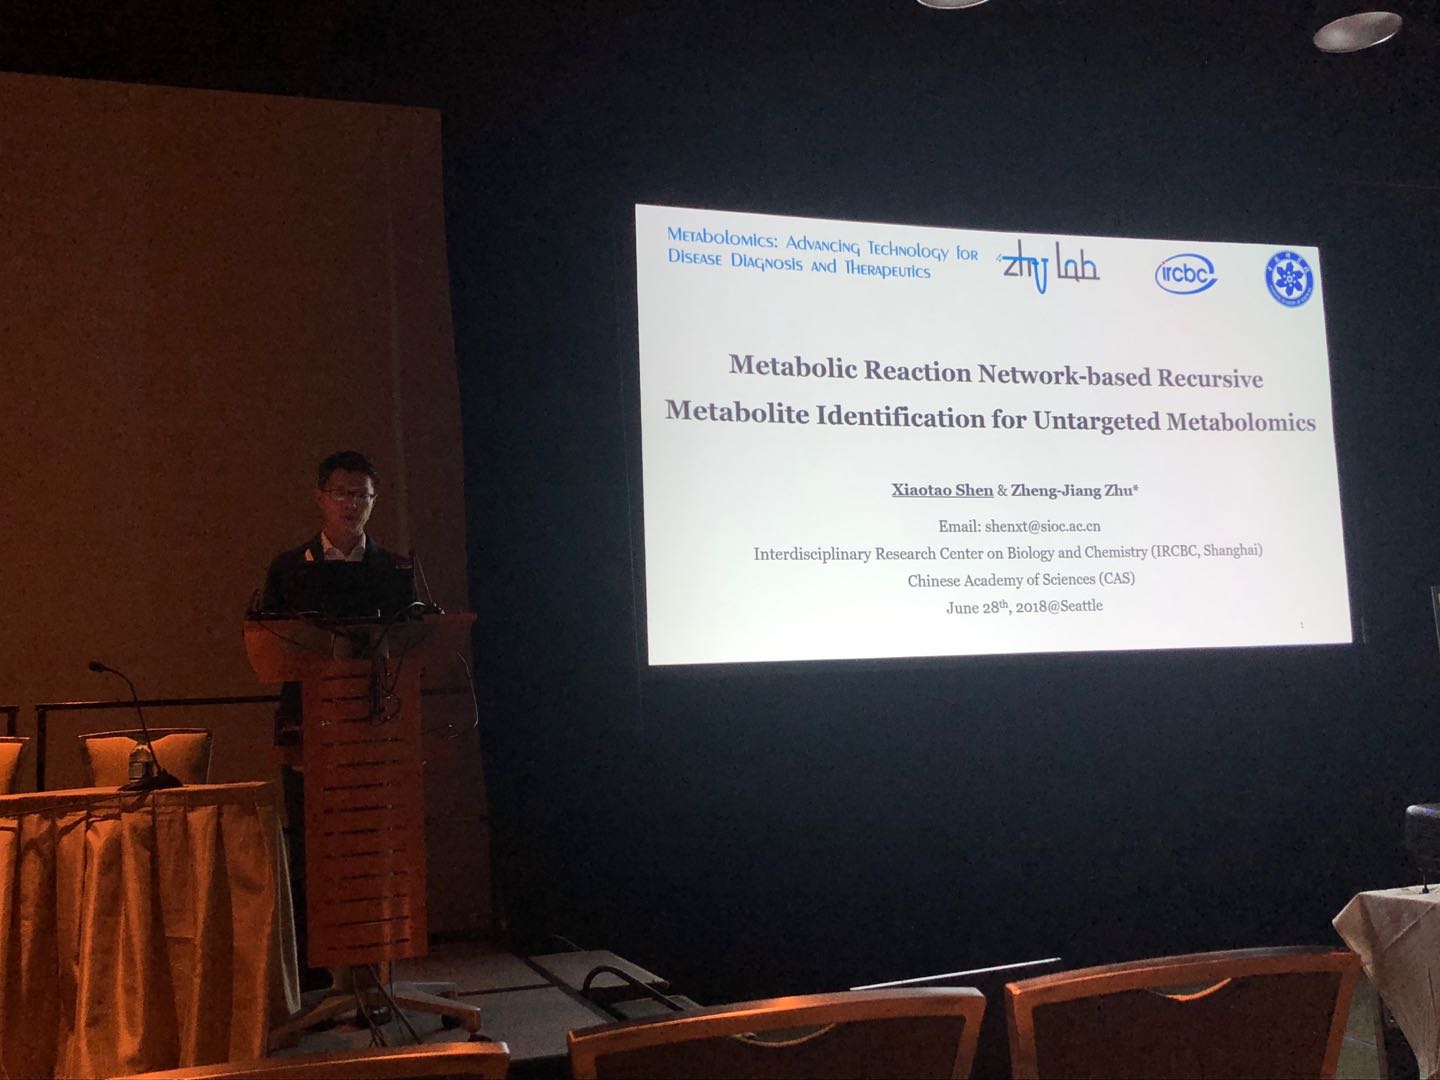 Metabolomics: Advancing Technology for
Disease Diagnosis and Therapeutics
Zhu Lab
ircbc
Metabolic Reaction Network-based Recursive
Metabolite Identification for Untargeted Metabolomics
Xiaotao Shen & Zheng-Jiang Zhu*
Email: shenxt@sioc.ac.cn
Interdisciplinary Research Center on Biology and Chemistry (IRCBC, Shanghai)
Chinese Academy of Sciences (CAS)
June 28th, 2018@Seattle
1